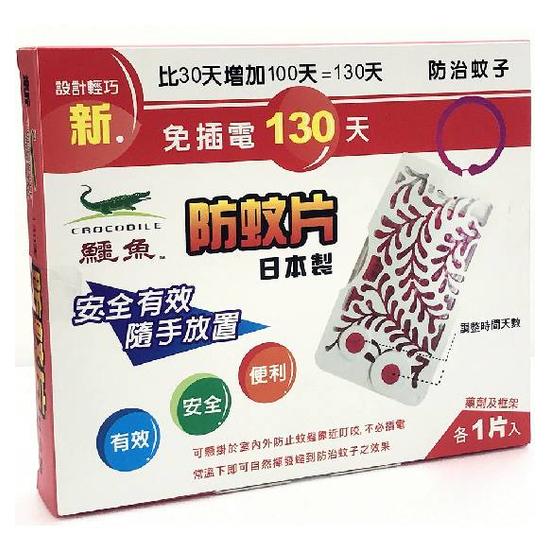 設計輕巧
新.
比30天增加100天=130天
防治蚊子
免插電130天
CROCODILE
鱷魚™
防蚊片
日本製
安全有效
隨手放置
調整時間天數
有效
安全
便利
藥劑及框架
各1片入
可懸掛於室內外防止蚊蟲靠近叮咬,不必插電
常溫下即可自然揮發達到防治蚊子之效果